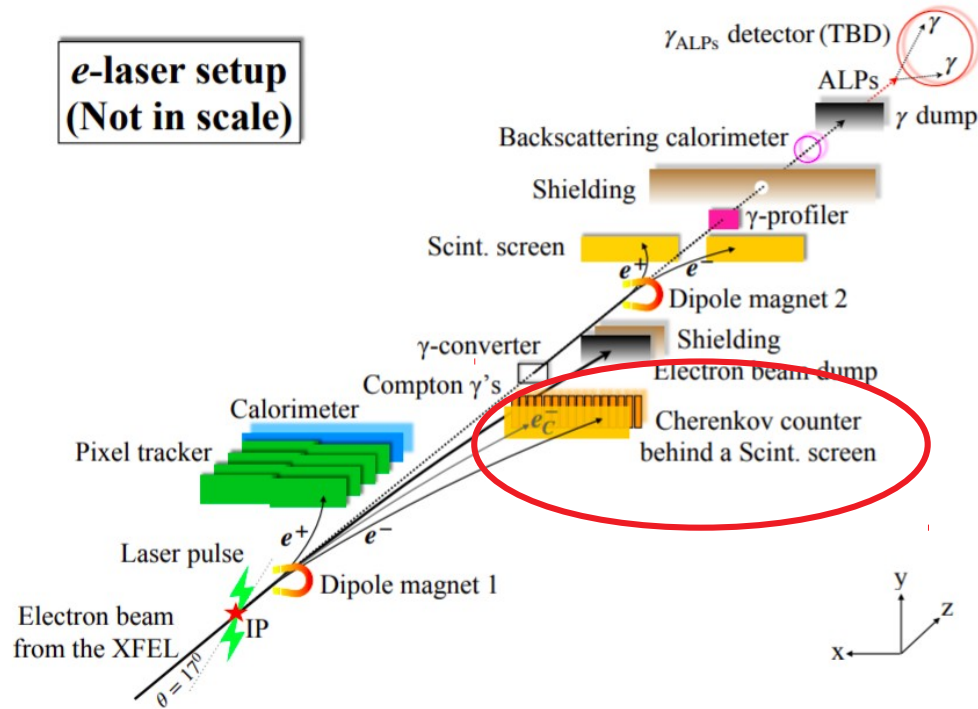 e-laser setup
(Not in scale)
γALPs detector (TBD)
γ
γ
ALPs
γ dump
Backscattering calorimeter
Shielding
γ-profiler
Scint. screen
e⁺
e⁻
Dipole magnet 2
Shielding
γ-converter
Electron beam dump
Compton γ's
Calorimeter
e⁻C
Cherenkov counter
behind a Scint. screen
Pixel tracker
e⁺
e⁻
Laser pulse
Dipole magnet 1
Electron beam
from the XFEL
IP
θ = 17⁰
y
z
x